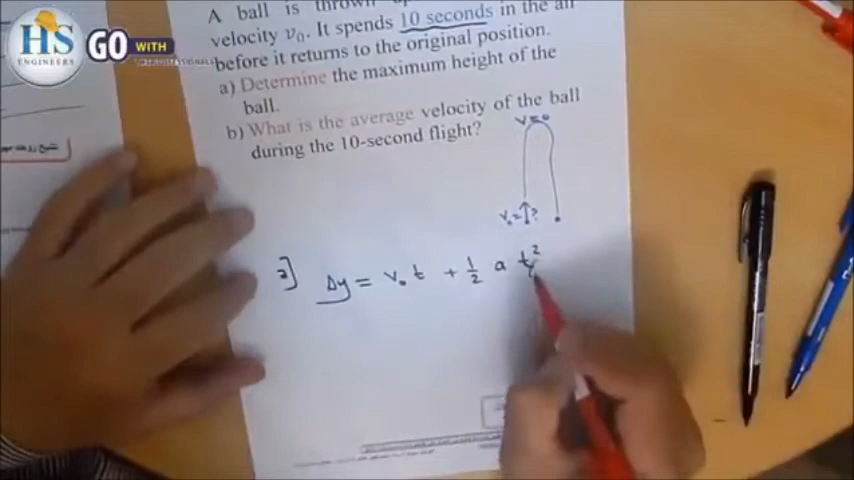 HS
ENGINEERS
GO WITH
A ball is thrown
velocity v₀. It spends 10 seconds in the air
before it returns to the original position.
a) Determine the maximum height of the
ball.
b) What is the average velocity of the ball
during the 10-second flight?
V=0
V₀=↑?
a] Δy = V₀ t + 1/2 a t²